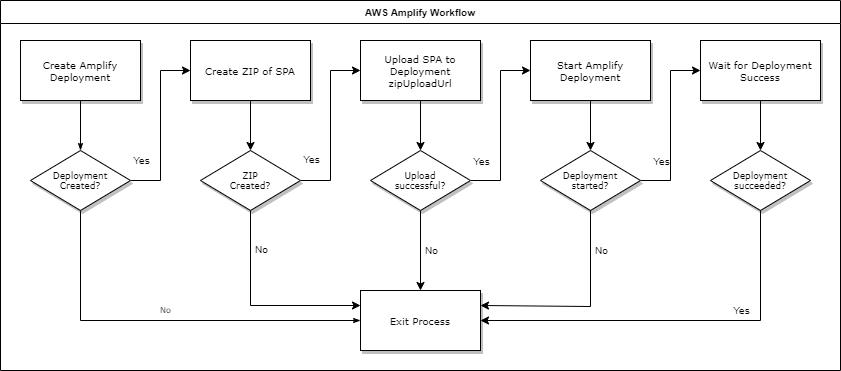 AWS Amplify Workflow
Create Amplify
Deployment
Create ZIP of SPA
Upload SPA to
Deployment
zipUploadUrl
Start Amplify
Deployment
Wait for Deployment
Success
Deployment
Created?
Yes
ZIP
Created?
Yes
Upload
successful?
Yes
Deployment
started?
Yes
Deployment
succeeded?
No
No
No
No
Yes
Exit Process